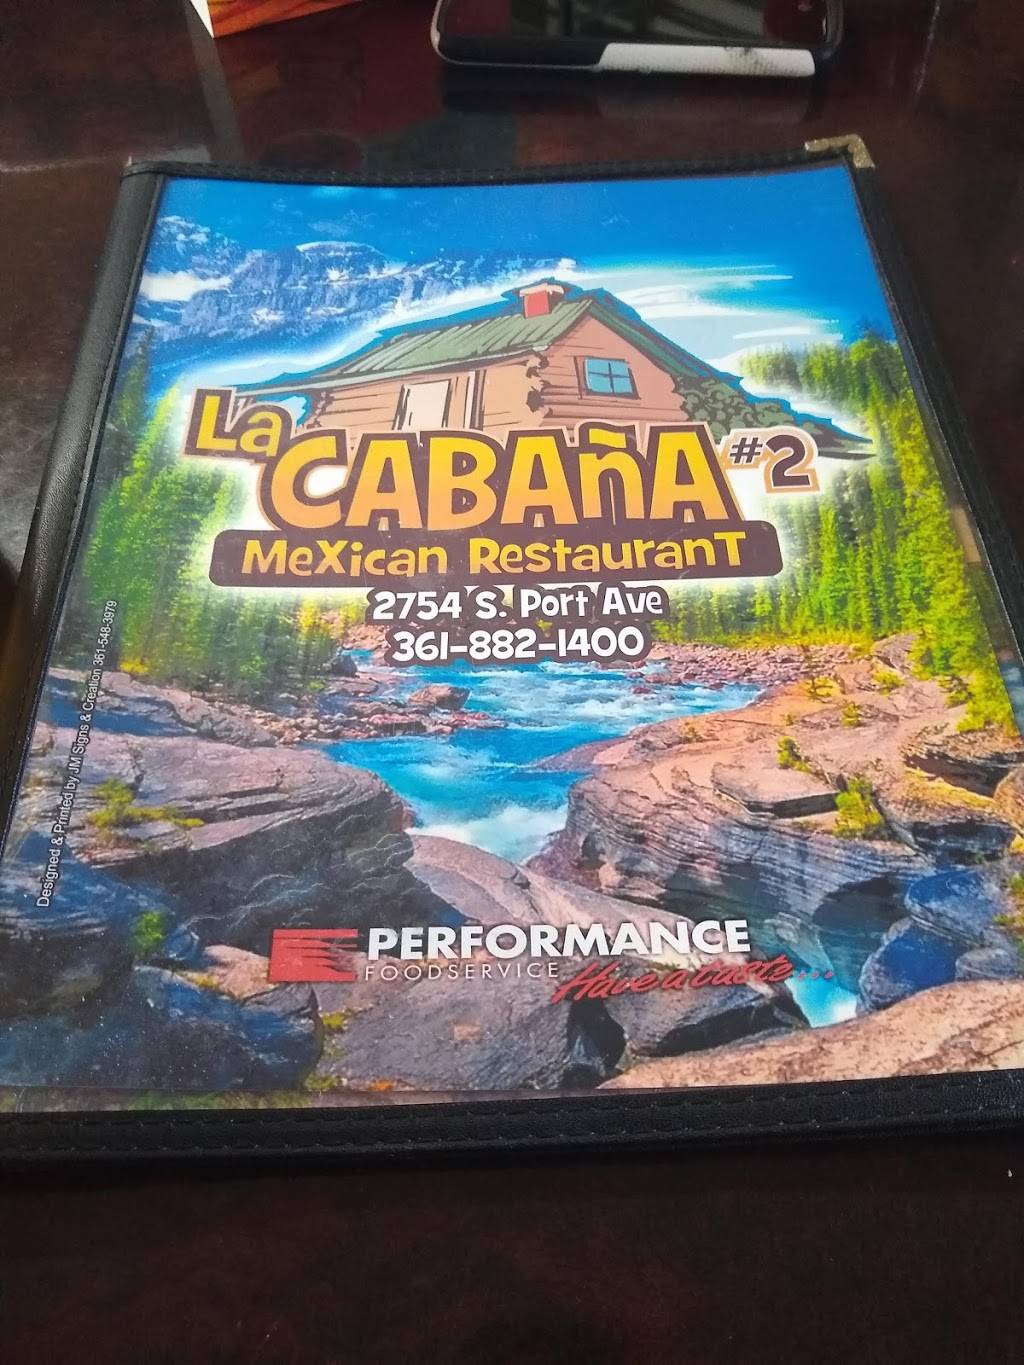 La
CABAñA #2
MeXican RestauranT
2754 S. Port Ave
361-882-1400
Designed & Printed by JM Signs & Creation 361-548-3979
PERFORMANCE
FOODSERVICE
Have a taste...